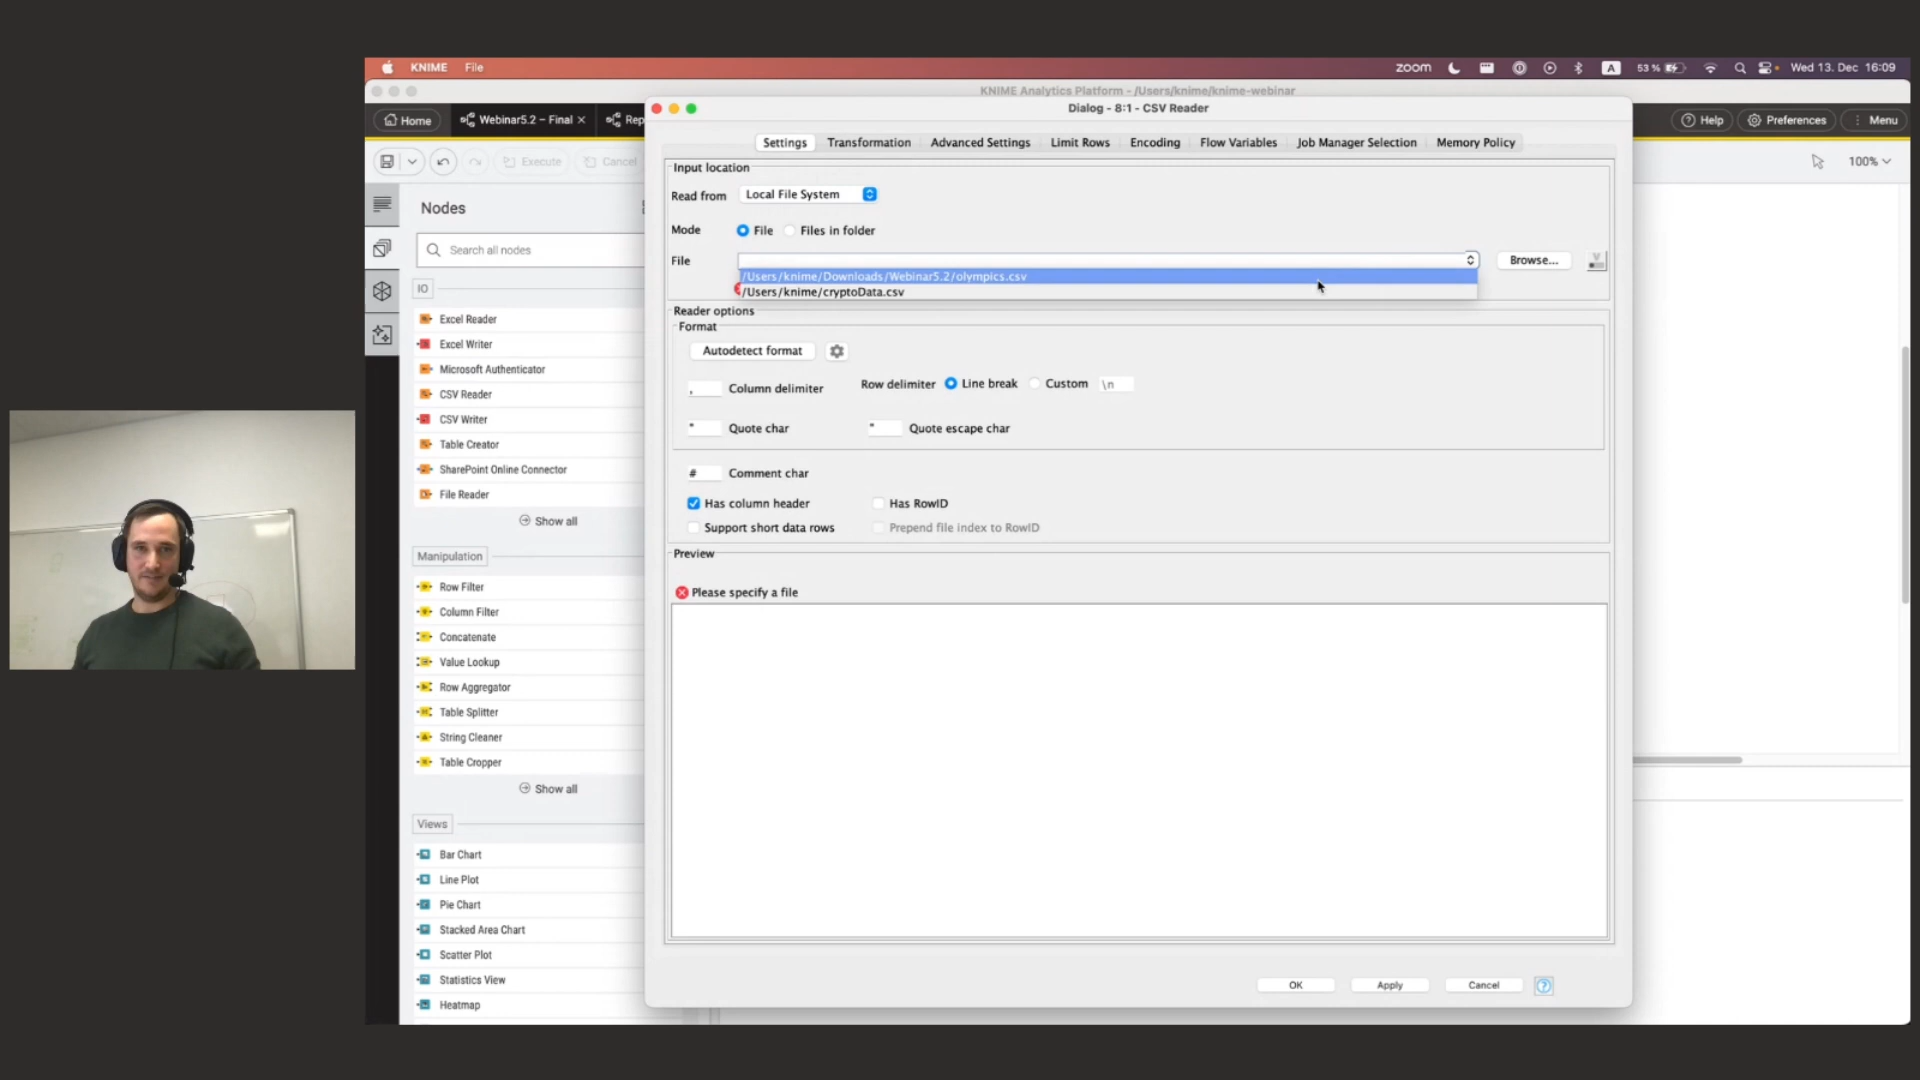 KNIME File
zoom A 53 % Wed 13. Dec 16:09
KNIME Analytics Platform - /Users/knime/knime-webinar
Home
Webinar5.2 – Final
Rep
Help
Preferences
Menu
Execute
Cancel
100%
Nodes
Search all nodes
IO
Excel Reader
Excel Writer
Microsoft Authenticator
CSV Reader
CSV Writer
Table Creator
SharePoint Online Connector
File Reader
Show all
Manipulation
Row Filter
Column Filter
Concatenate
Value Lookup
Row Aggregator
Table Splitter
String Cleaner
Table Cropper
Show all
Views
Bar Chart
Line Plot
Pie Chart
Stacked Area Chart
Scatter Plot
Statistics View
Heatmap
Dialog - 8:1 - CSV Reader
Settings Transformation Advanced Settings Limit Rows Encoding Flow Variables Job Manager Selection Memory Policy
Input location
Read from Local File System
Mode File Files in folder
File Browse...
/Users/knime/Downloads/Webinar5.2/olympics.csv
/Users/knime/cryptoData.csv
Reader options
Format
Autodetect format
, Column delimiter Row delimiter Line break Custom \n
" Quote char " Quote escape char
# Comment char
Has column header Has RowID
Support short data rows Prepend file index to RowID
Preview
Please specify a file
OK Apply Cancel ?